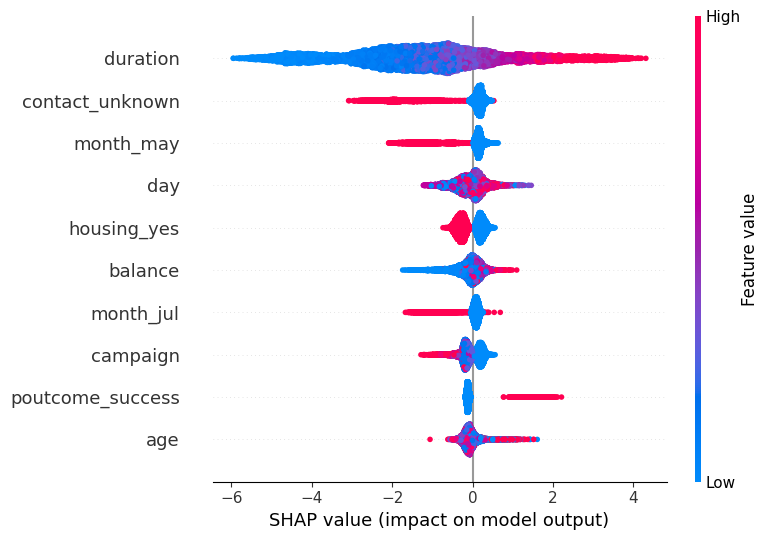 High
duration
contact_unknown
month_may
day
housing_yes
balance
month_jul
campaign
poutcome_success
age
Feature value
Low
−6 −4 −2 0 2 4
SHAP value (impact on model output)